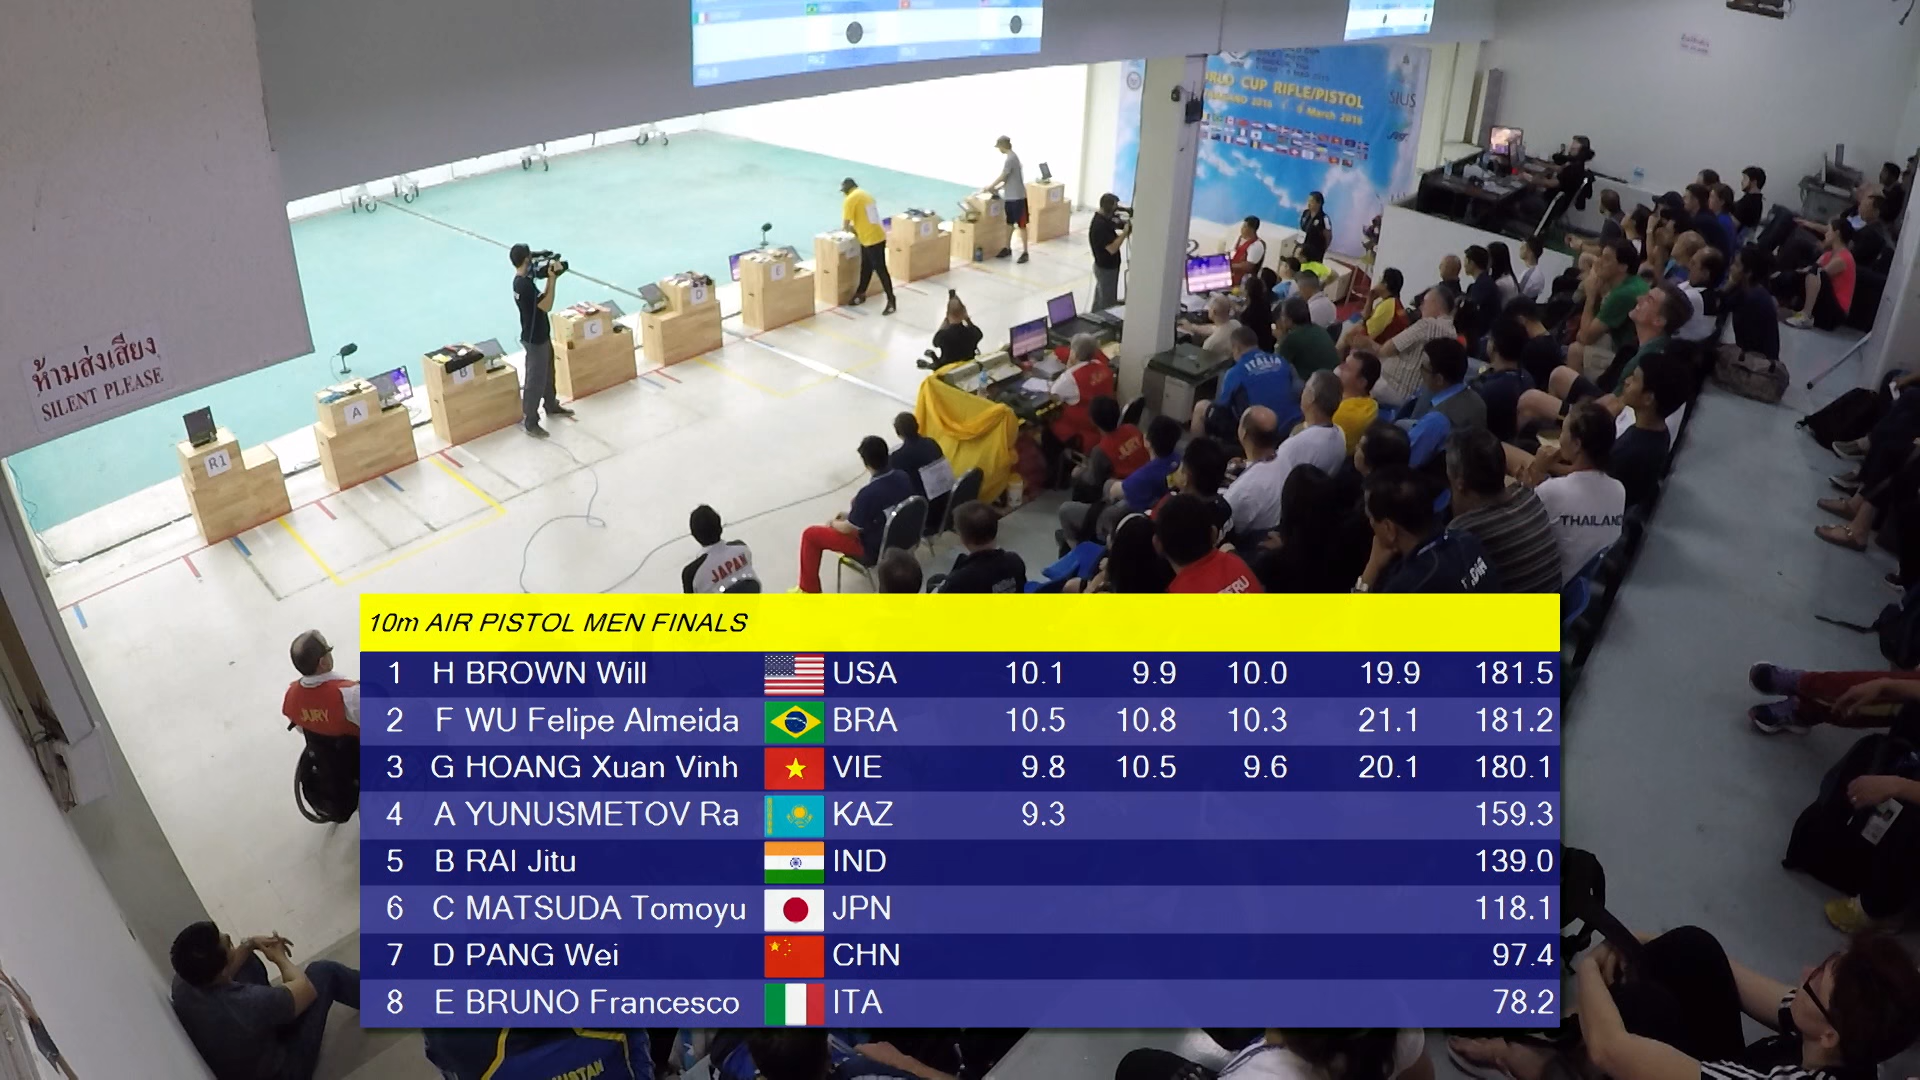 WORLD CUP RIFLE/PISTOL
SIUS
ห้ามส่งเสียง
SILENT PLEASE
R1
A
B
C
D
E
F
G
JAPAN
JURY
ITALIA
JURY
THAILAND
PERU
JURY
10m AIR PISTOL MEN FINALS
1 H BROWN Will USA 10.1 9.9 10.0 19.9 181.5
2 F WU Felipe Almeida BRA 10.5 10.8 10.3 21.1 181.2
3 G HOANG Xuan Vinh VIE 9.8 10.5 9.6 20.1 180.1
4 A YUNUSMETOV Ra KAZ 9.3 159.3
5 B RAI Jitu IND 139.0
6 C MATSUDA Tomoyu JPN 118.1
7 D PANG Wei CHN 97.4
8 E BRUNO Francesco ITA 78.2